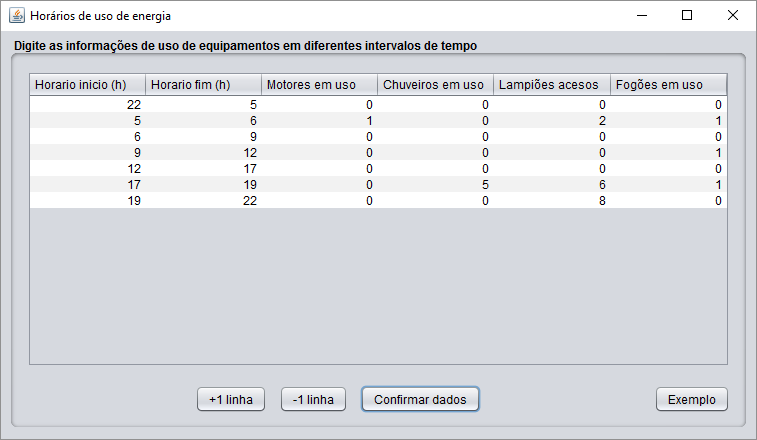 Horários de uso de energia
Digite as informações de uso de equipamentos em diferentes intervalos de tempo
Horario inicio (h) Horario fim (h) Motores em uso Chuveiros em uso Lampiões acesos Fogões em uso
22 5 0 0 0 0
5 6 1 0 2 1
6 9 0 0 0 0
9 12 0 0 0 1
12 17 0 0 0 0
17 19 0 5 6 1
19 22 0 0 8 0
+1 linha -1 linha Confirmar dados Exemplo